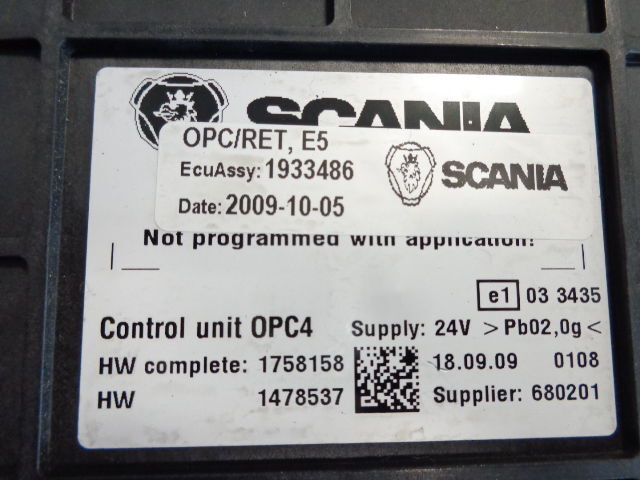 SCANIA
OPC/RET, E5
EcuAssy: 1933486
SCANIA
Date: 2009-10-05
Not programmed with application!
e1 03 3435
Control unit OPC4 Supply: 24V >Pb02,0g<
HW complete: 1758158 18.09.09 0108
HW 1478537 Supplier: 680201